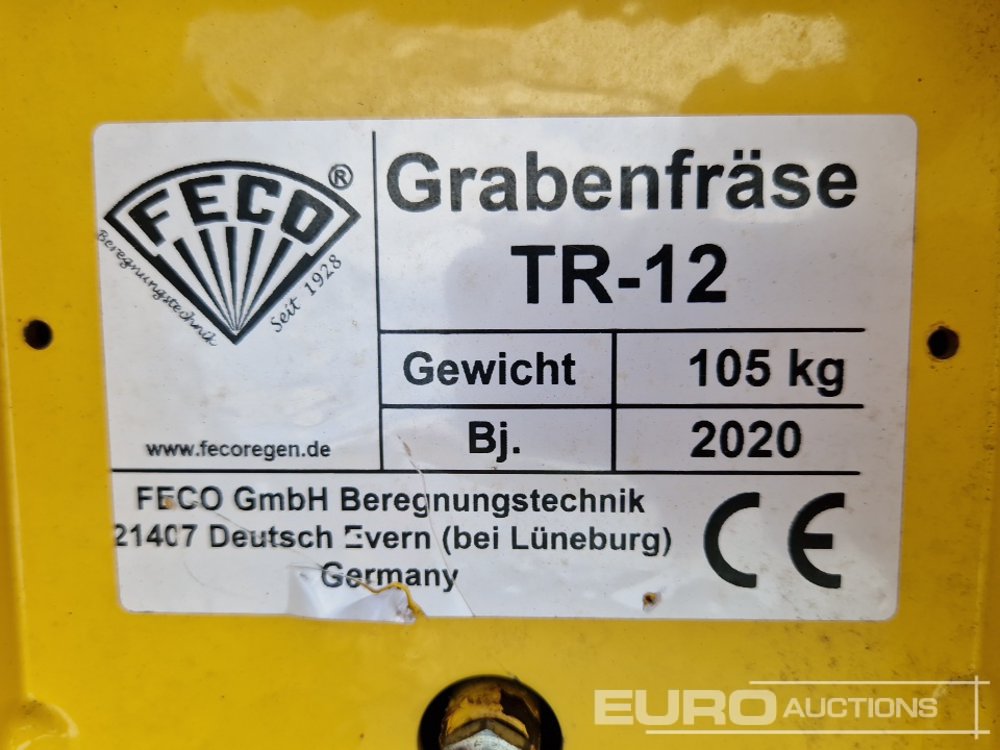 FECO ®
Beregnungstechnik
Seit 1928
www.fecoregen.de
Grabenfräse
TR-12
Gewicht 105 kg
Bj. 2020
FECO GmbH Beregnungstechnik
21407 Deutsch Evern (bei Lüneburg)
Germany
CE
EURO AUCTIONS